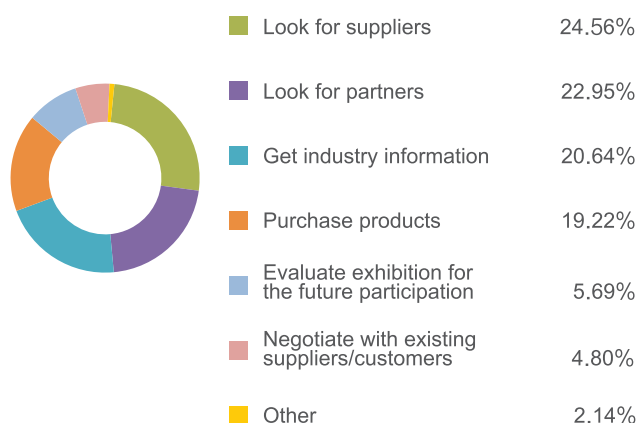 Look for suppliers 24.56%
Look for partners 22.95%
Get industry information 20.64%
Purchase products 19.22%
Evaluate exhibition for
the future participation 5.69%
Negotiate with existing
suppliers/customers 4.80%
Other 2.14%